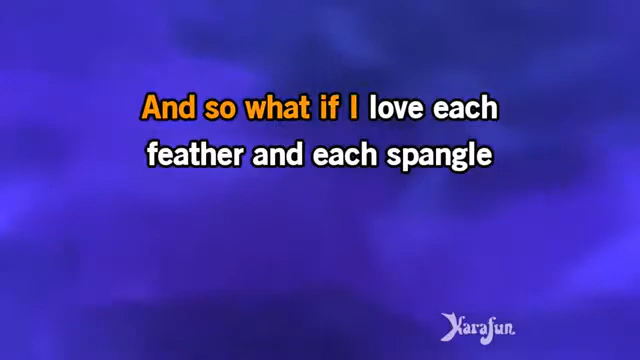 And so what if I love each
feather and each spangle
Karafun